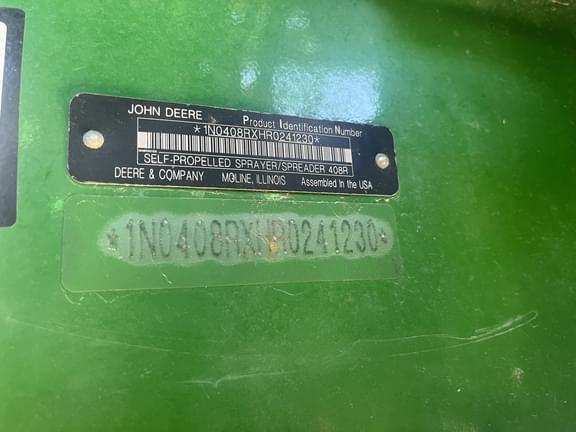 JOHN DEERE Product Identification Number
*1N0408RXHR0241230*
SELF-PROPELLED SPRAYER/SPREADER 408R
DEERE & COMPANY MOLINE, ILLINOIS Assembled in the USA
*1N0408RXHR0241230*